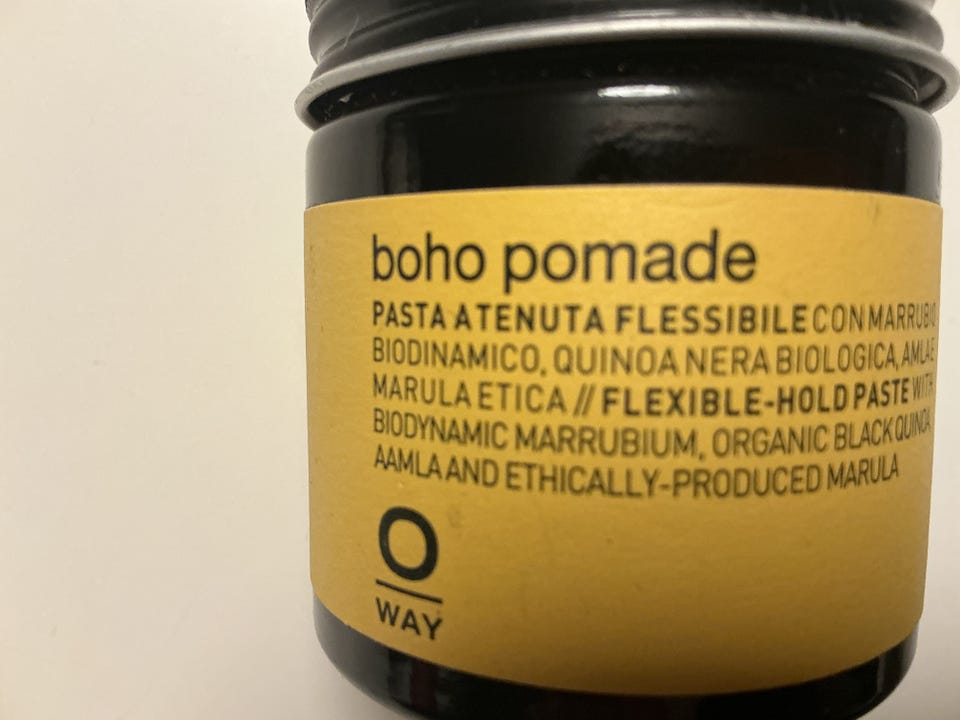 boho pomade
PASTA A TENUTA FLESSIBILE CON MARRUBIO
BIODINAMICO, QUINOA NERA BIOLOGICA, AMLA E
MARULA ETICA // FLEXIBLE-HOLD PASTE WITH
BIODYNAMIC MARRUBIUM, ORGANIC BLACK QUINOA,
AAMLA AND ETHICALLY-PRODUCED MARULA
O
WAY